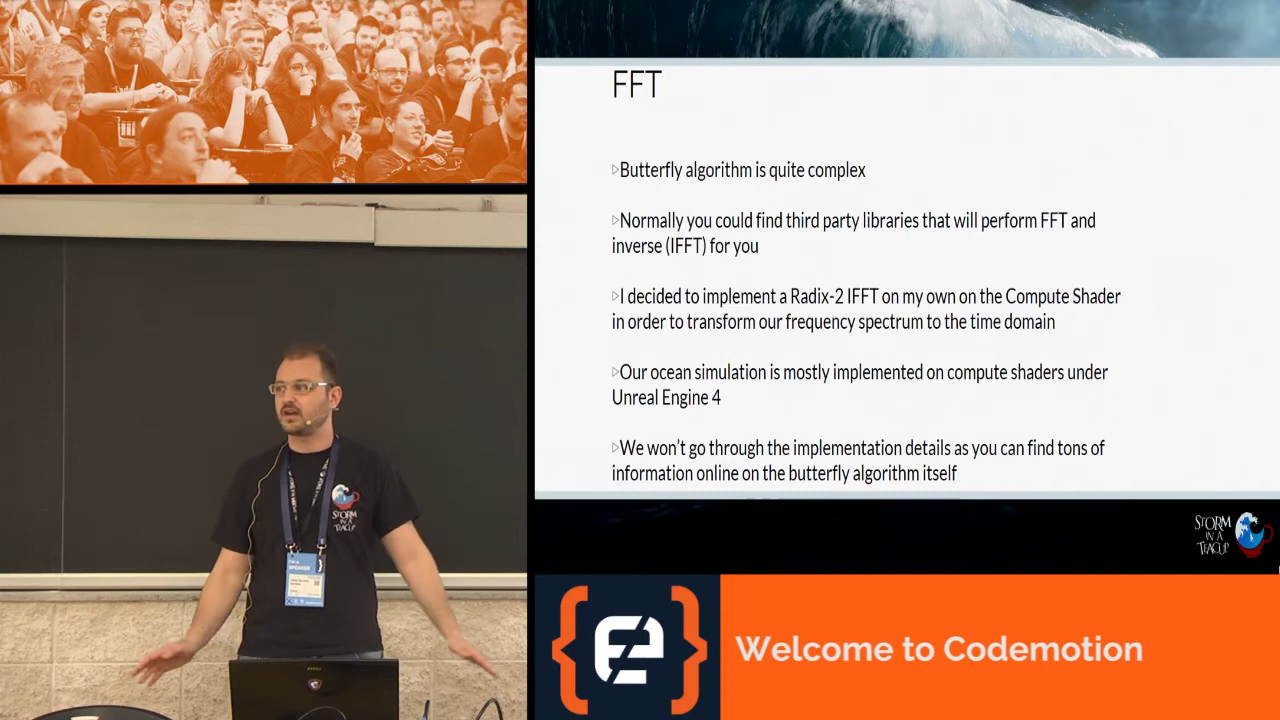 FFT
▷Butterfly algorithm is quite complex
▷Normally you could find third party libraries that will perform FFT and
inverse (IFFT) for you
▷I decided to implement a Radix-2 IFFT on my own on the Compute Shader
in order to transform our frequency spectrum to the time domain
▷Our ocean simulation is mostly implemented on compute shaders under
Unreal Engine 4
▷We won't go through the implementation details as you can find tons of
information online on the butterfly algorithm itself
STORM
IN A
TEACUP
I'M A
SPEAKER
STORM
IN A
TEACUP
Welcome to Codemotion